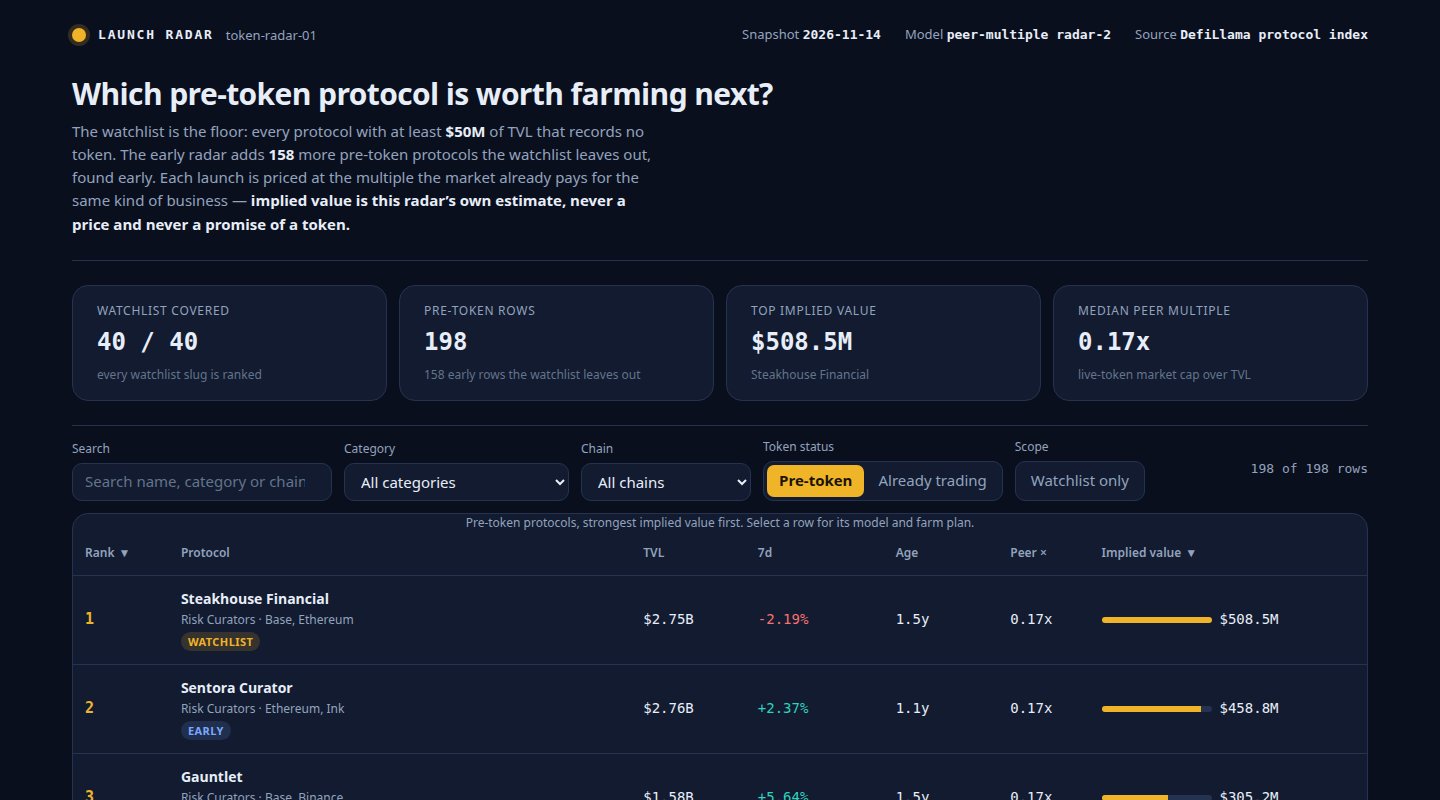 LAUNCH RADAR token-radar-01
Snapshot 2026-11-14 Model peer-multiple radar-2 Source DefiLlama protocol index
Which pre-token protocol is worth farming next?
The watchlist is the floor: every protocol with at least $50M of TVL that records no
token. The early radar adds 158 more pre-token protocols the watchlist leaves out,
found early. Each launch is priced at the multiple the market already pays for the
same kind of business — implied value is this radar's own estimate, never a
price and never a promise of a token.
WATCHLIST COVERED
40 / 40
every watchlist slug is ranked
PRE-TOKEN ROWS
198
158 early rows the watchlist leaves out
TOP IMPLIED VALUE
$508.5M
Steakhouse Financial
MEDIAN PEER MULTIPLE
0.17x
live-token market cap over TVL
Search
Search name, category or chain
Category
All categories
Chain
All chains
Token status
Pre-token Already trading
Scope
Watchlist only
198 of 198 rows
Pre-token protocols, strongest implied value first. Select a row for its model and farm plan.
Rank ▼ Protocol TVL 7d Age Peer × Implied value ▼
1 Steakhouse Financial $2.75B -2.19% 1.5y 0.17x $508.5M
Risk Curators · Base, Ethereum
WATCHLIST
2 Sentora Curator $2.76B +2.37% 1.1y 0.17x $458.8M
Risk Curators · Ethereum, Ink
EARLY
3 Gauntlet $1.58B +5.64% 1.5y 0.17x $305.2M
Risk Curators · Base, Binance